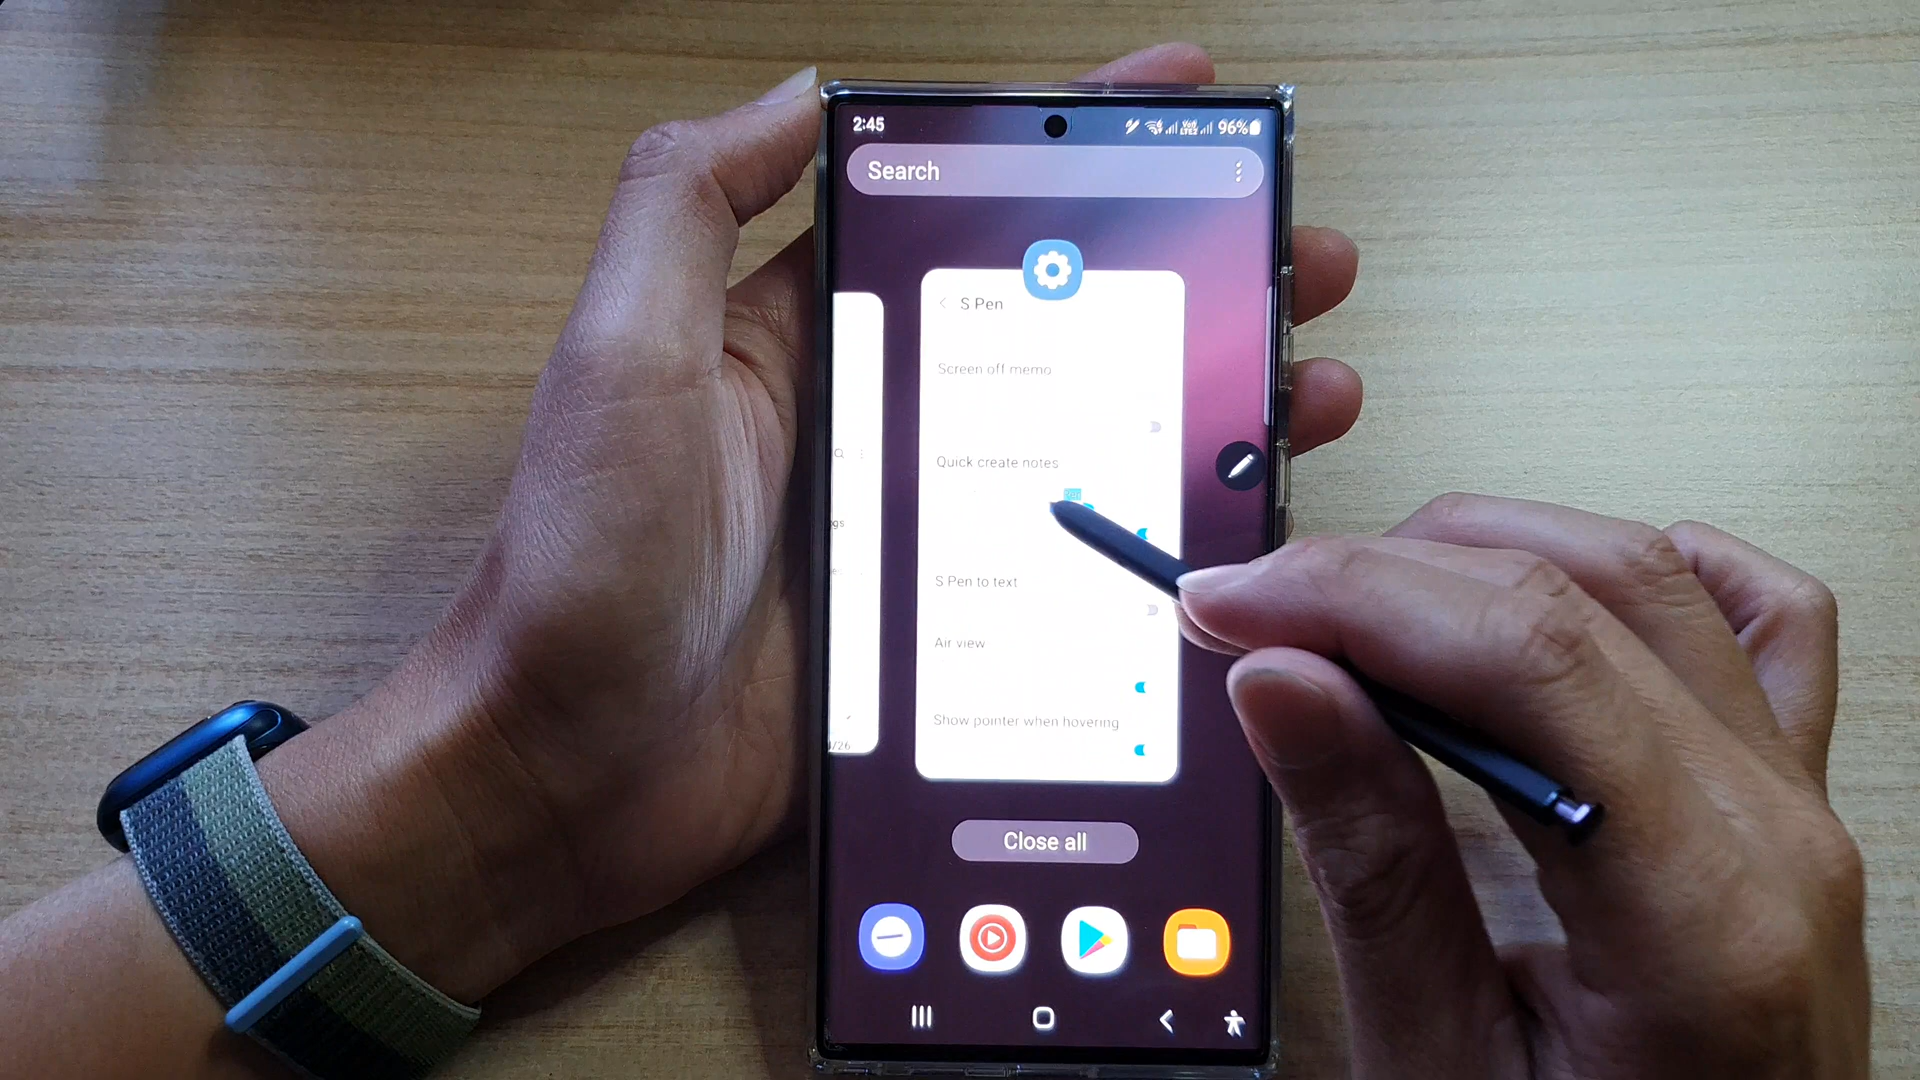 2:45
96%
Search
S Pen
Screen off memo
Quick create notes
S Pen to text
Air view
Show pointer when hovering
/26
Close all